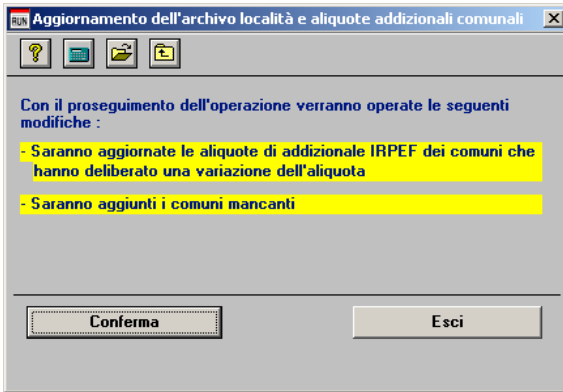 RUN Aggiornamento dell'archivio località e aliquote addizionali comunali
Con il proseguimento dell'operazione verranno operate le seguenti
modifiche :
- Saranno aggiornate le aliquote di addizionale IRPEF dei comuni che
hanno deliberato una variazione dell'aliquota
- Saranno aggiunti i comuni mancanti
Conferma
Esci